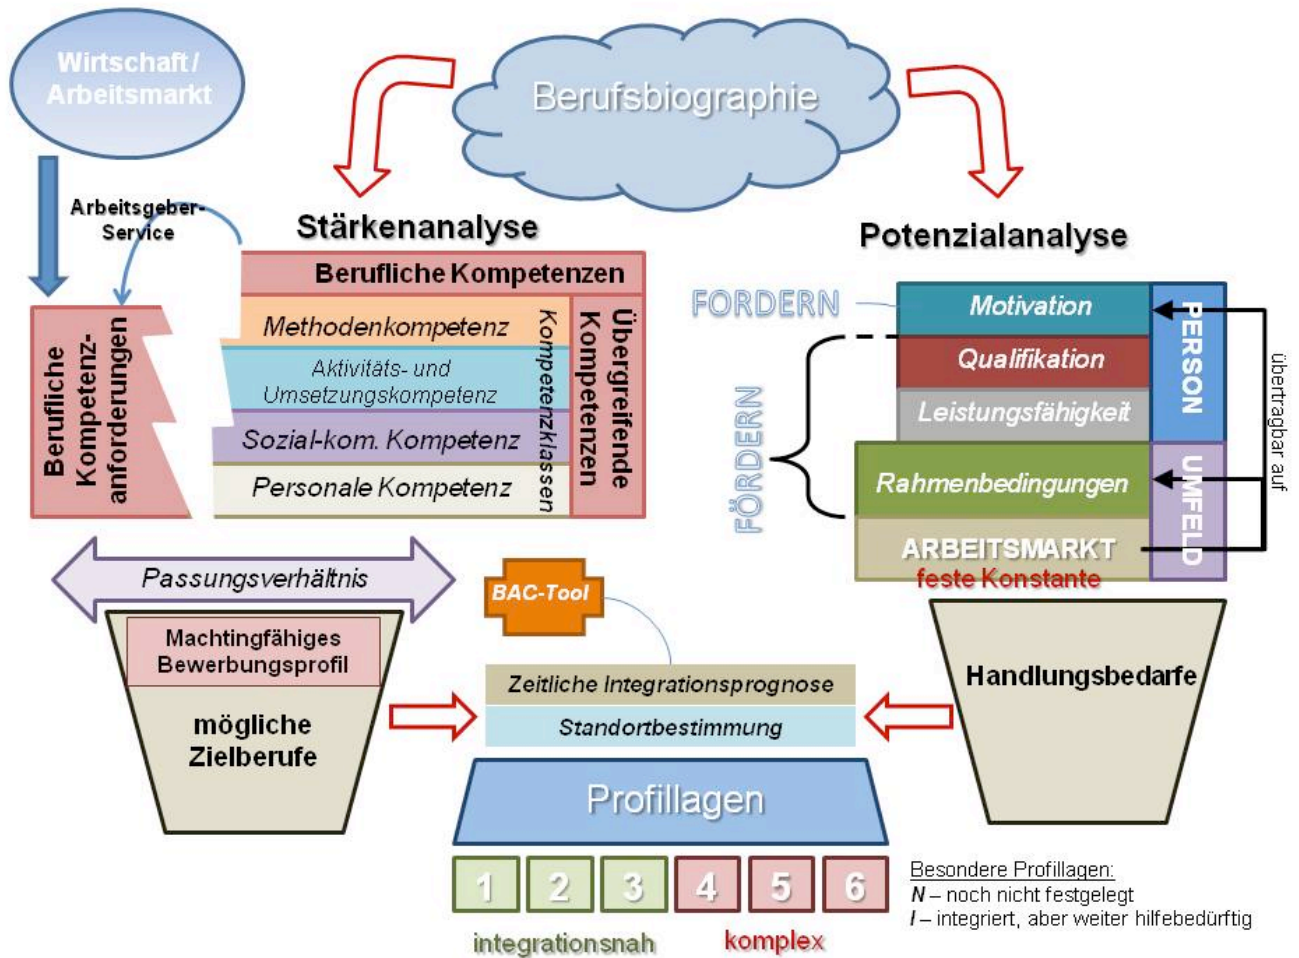 Wirtschaft/
Arbeitsmarkt
Berufsbiographie
Arbeitsgeber-
Service
Stärkenanalyse
Berufliche Kompetenzen
Berufliche
Kompetenz-
anforderungen
Methodenkompetenz
Aktivitäts- und
Umsetzungskompetenz
Sozial-kom. Kompetenz
Personale Kompetenz
Kompetenzklassen
Übergreifende
Kompetenzen
Potenzialanalyse
FORDERN
FÖRDERN
Motivation
Qualifikation
Leistungsfähigkeit
Rahmenbedingungen
ARBEITSMARKT
feste Konstante
PERSON
UMFELD
übertragbar auf
Passungsverhältnis
Machtingfähiges
Bewerbungsprofil
mögliche
Zielberufe
BAC-Tool
Zeitliche Integrationsprognose
Standortbestimmung
Handlungsbedarfe
Profillagen
1 2 3 4 5 6
integrationsnah komplex
Besondere Profillagen:
N – noch nicht festgelegt
I – integriert, aber weiter hilfebedürftig